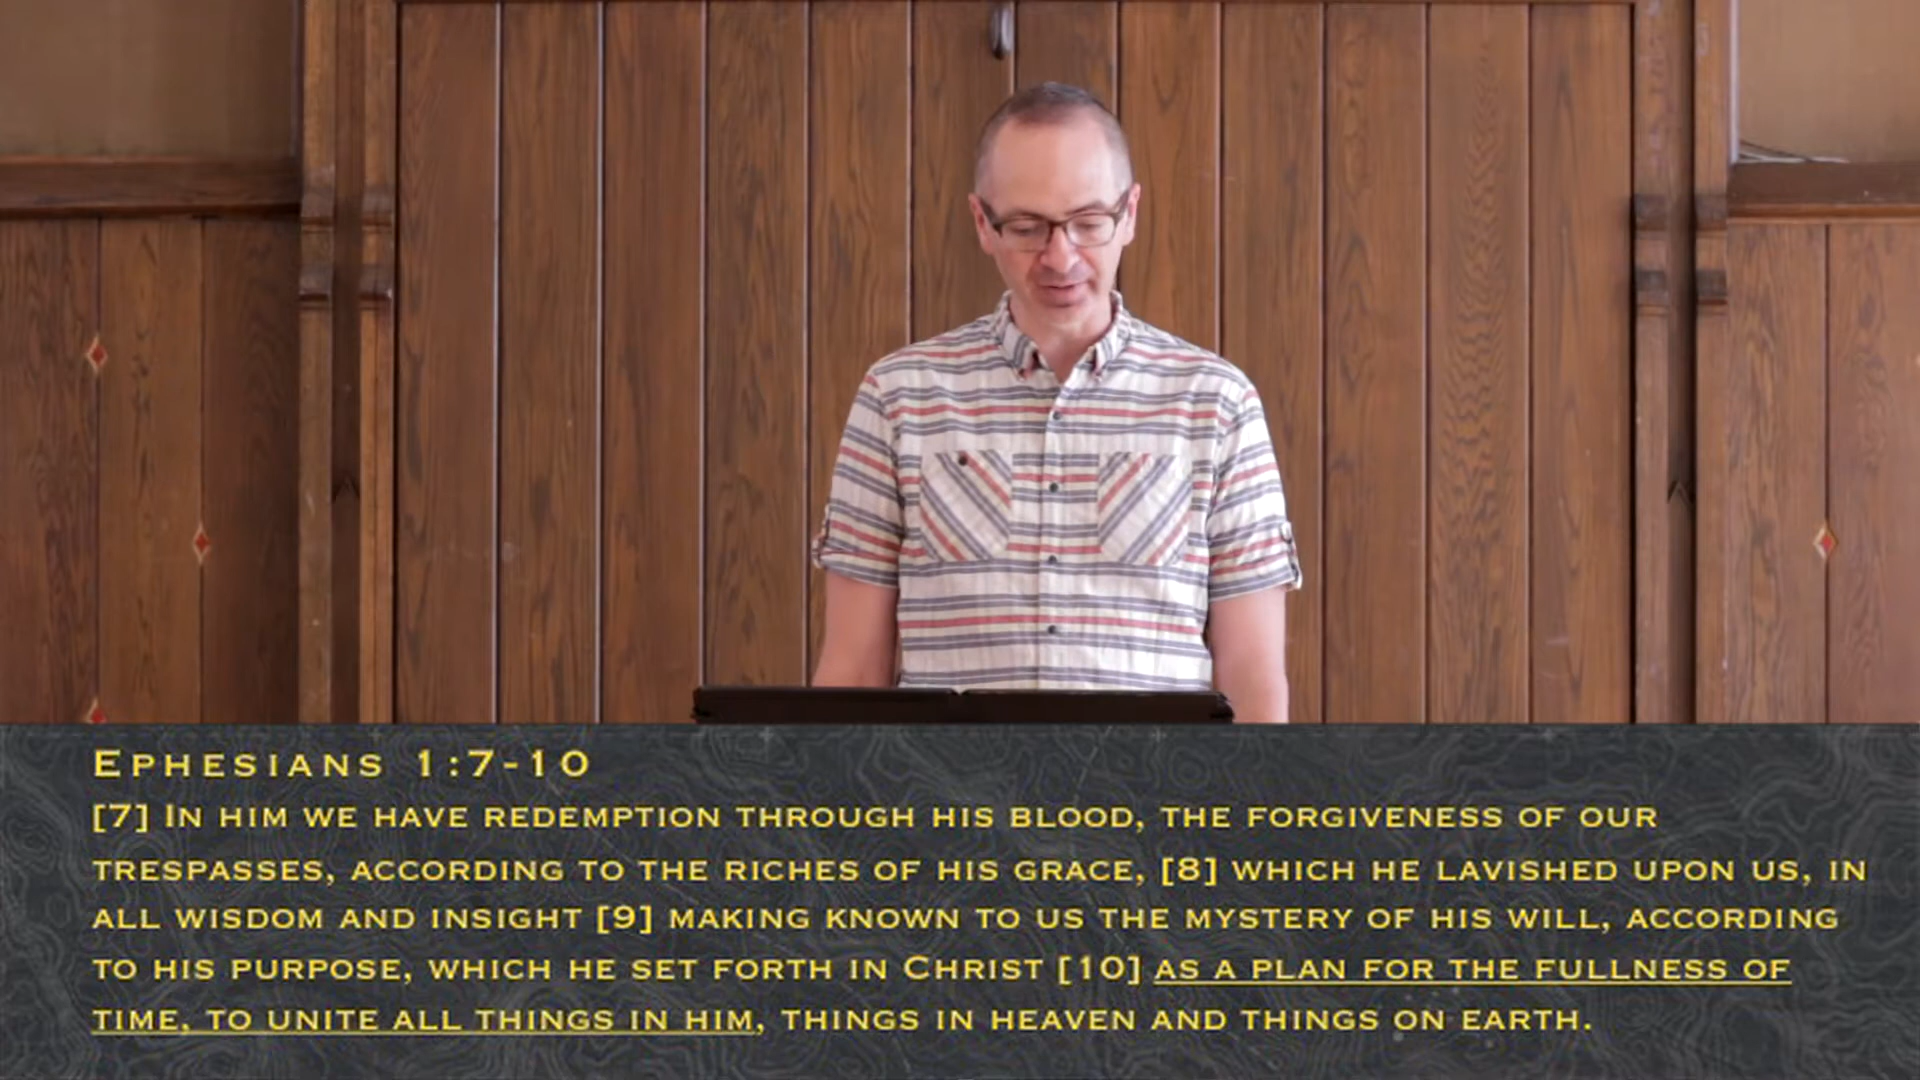 Ephesians 1:7-10
[7] In him we have redemption through his blood, the forgiveness of our
trespasses, according to the riches of his grace, [8] which he lavished upon us, in
all wisdom and insight [9] making known to us the mystery of his will, according
to his purpose, which he set forth in Christ [10] as a plan for the fullness of
time, to unite all things in him, things in heaven and things on earth.